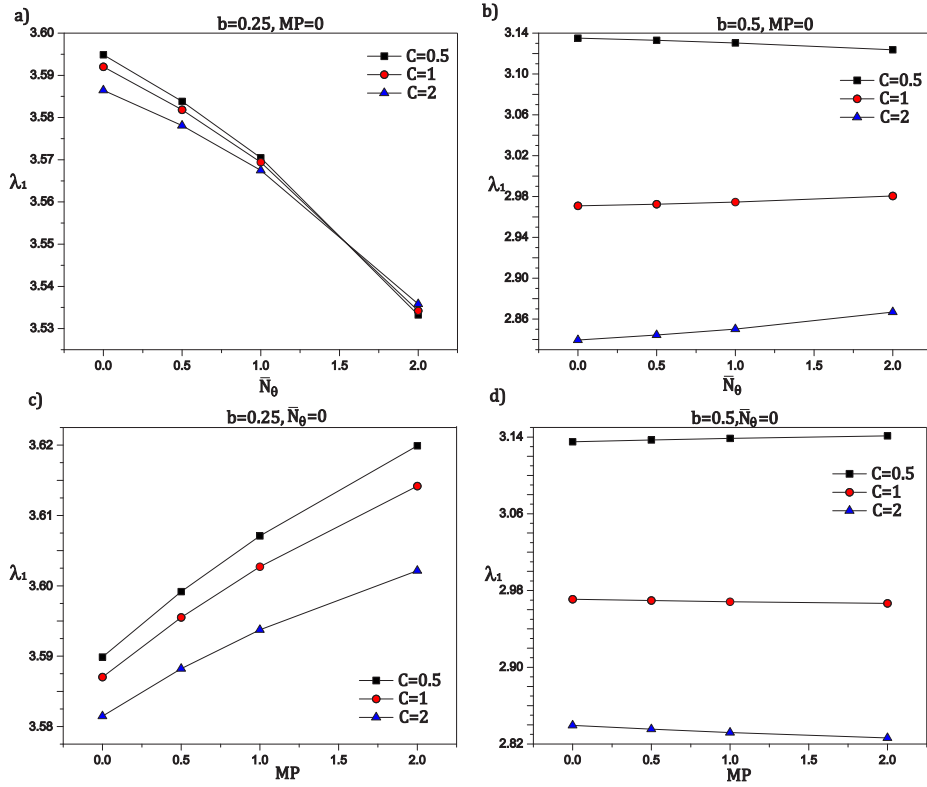 a)
b=0.25, MP=0
3.60
3.59
3.58
3.57
3.56
3.55
3.54
3.53
λ₁
C=0.5
C=1
C=2
0.0 0.5 1.0 1.5 2.0
N̅θ
b)
b=0.5, MP=0
3.14
3.10
3.06
3.02
2.98
2.94
2.90
2.86
λ₁
C=0.5
C=1
C=2
0.0 0.5 1.0 1.5 2.0
N̅θ
c)
b=0.25, N̅θ=0
3.62
3.61
3.60
3.59
3.58
λ₁
C=0.5
C=1
C=2
0.0 0.5 1.0 1.5 2.0
MP
d)
b=0.5,N̅θ=0
3.14
3.06
2.98
2.90
2.82
λ₁
C=0.5
C=1
C=2
0.0 0.5 1.0 1.5 2.0
MP